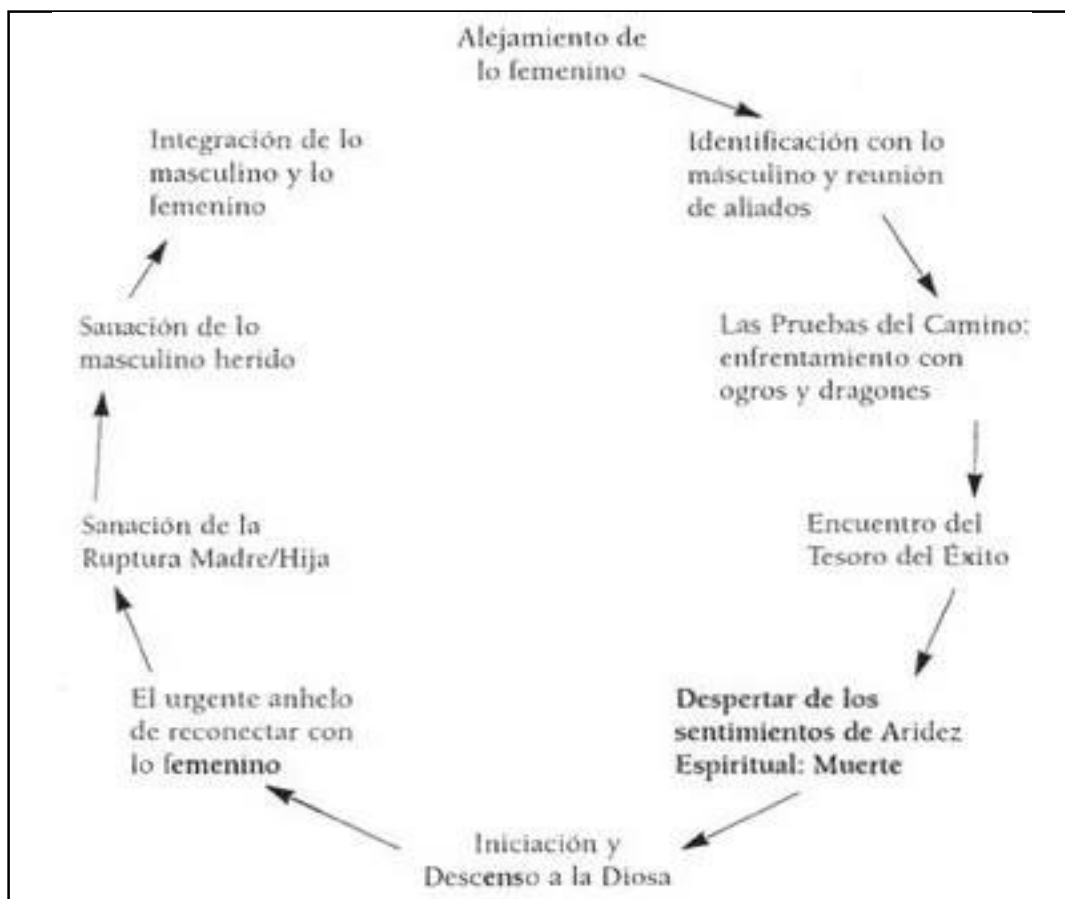 Alejamiento de
lo femenino
Identificación con lo
másculino y reunión
de aliados
Las Pruebas del Camino:
enfrentamiento con
ogros y dragones
Encuentro del
Tesoro del Éxito
Despertar de los
sentimientos de Aridez
Espiritual: Muerte
Iniciación y
Descenso a la Diosa
El urgente anhelo
de reconectar con
lo femenino
Sanación de la
Ruptura Madre/Hija
Sanación de lo
masculino herido
Integración de lo
masculino y lo
femenino